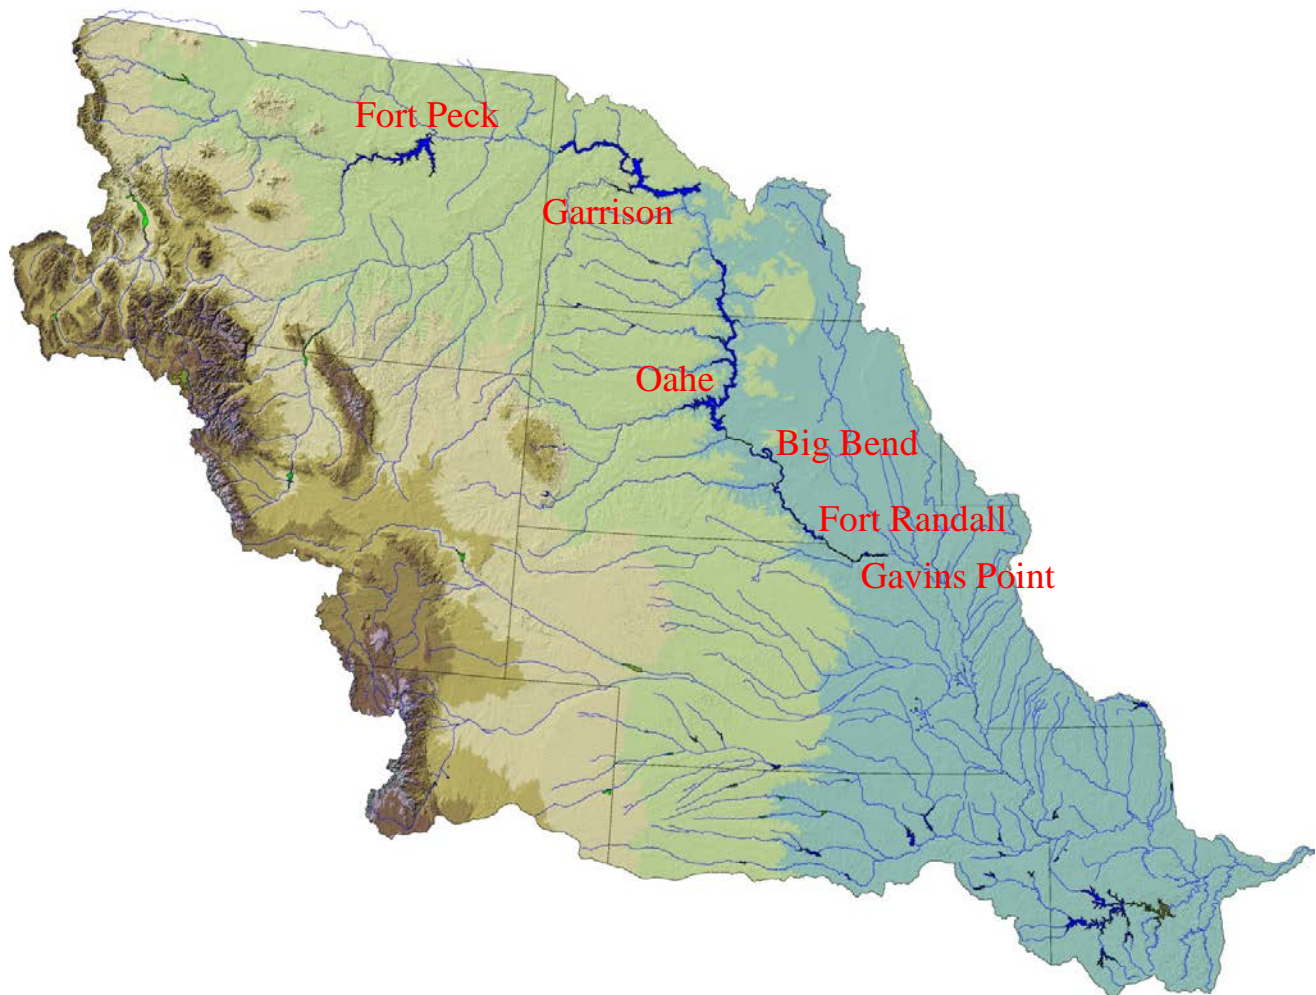 Fort Peck
Garrison
Oahe
Big Bend
Fort Randall
Gavins Point